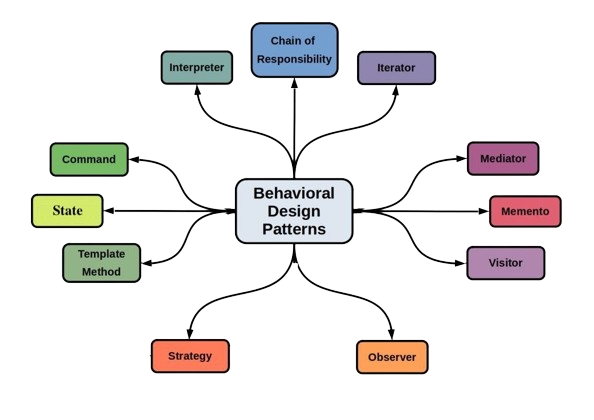 Chain of
Responsibility
Interpreter
Iterator
Command
Mediator
Behavioral
Design
Patterns
State
Memento
Template
Method
Visitor
Strategy
Observer